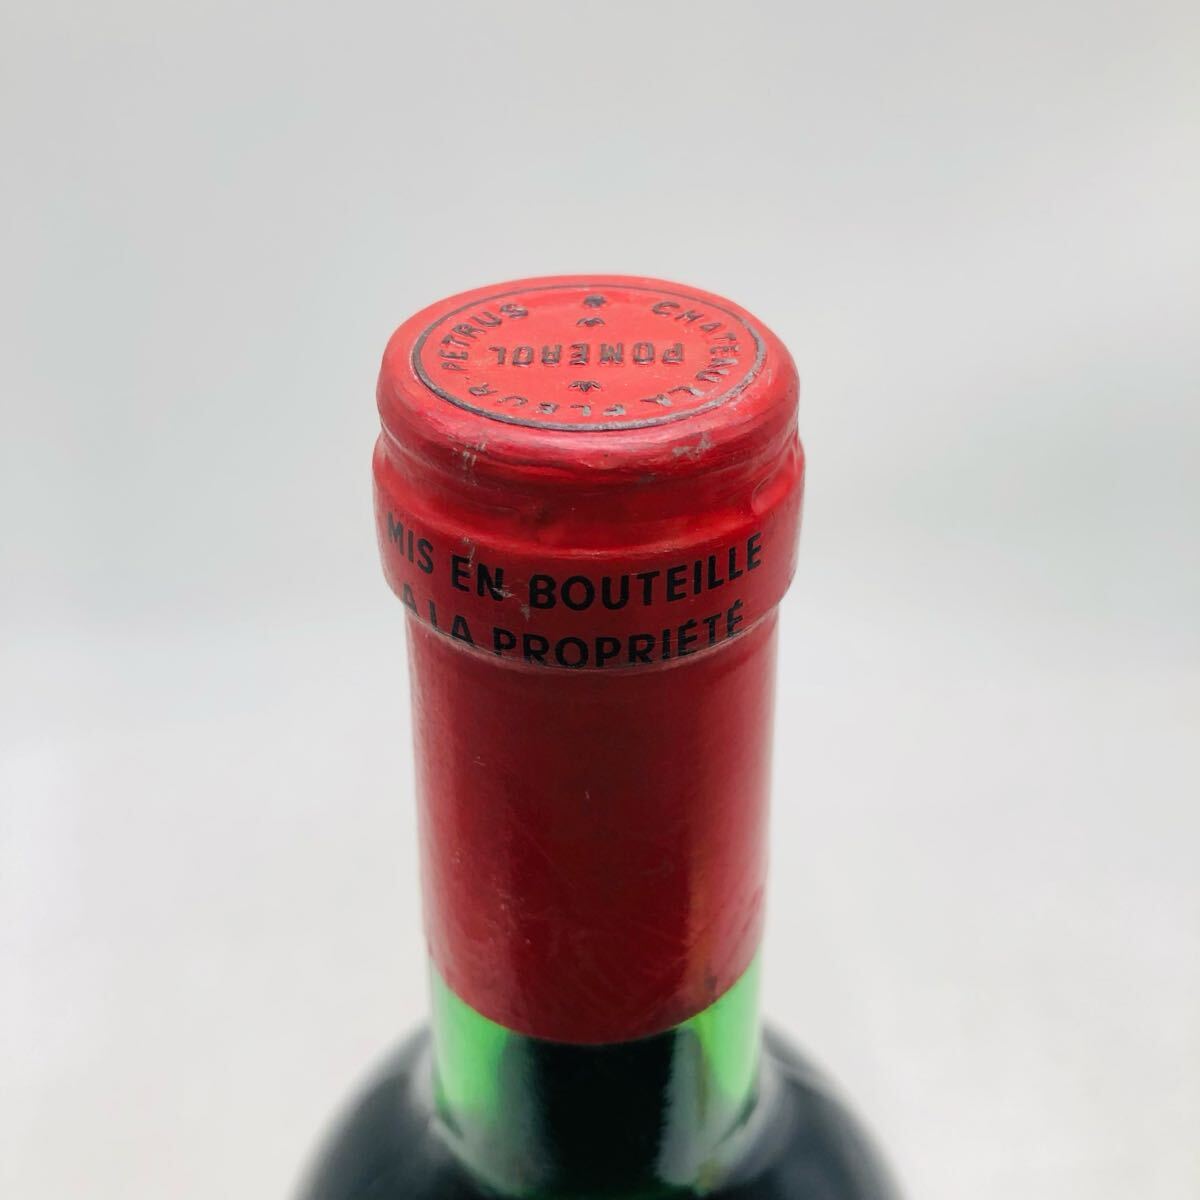 CHATEAU LA FLEUR-PETRUS
POMEROL
MIS EN BOUTEILLE
A LA PROPRIÉTÉ